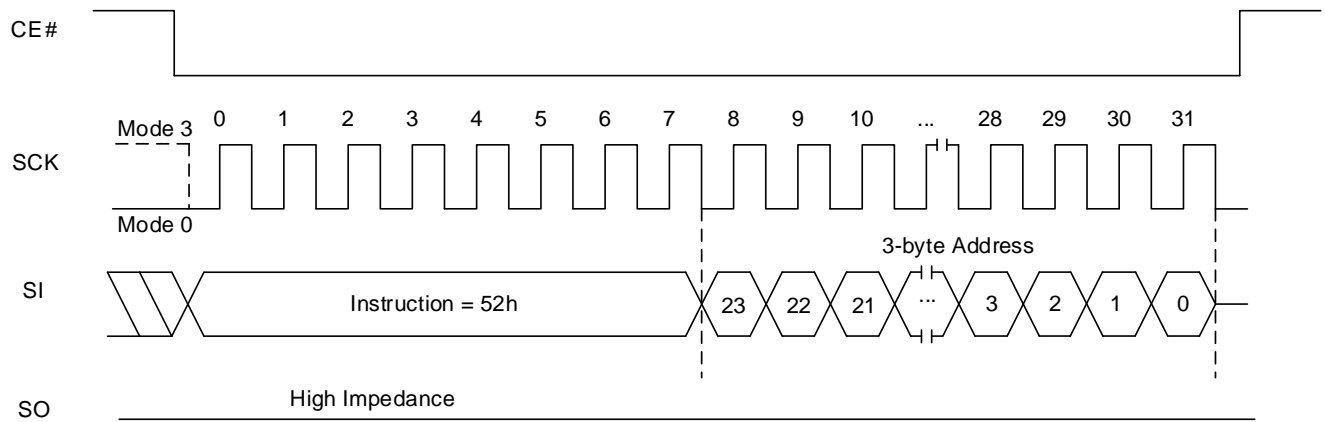 CE#
Mode 3
0 1 2 3 4 5 6 7 8 9 10 ... 28 29 30 31
SCK
Mode 0
3-byte Address
SI
Instruction = 52h
23 22 21 ... 3 2 1 0
High Impedance
SO